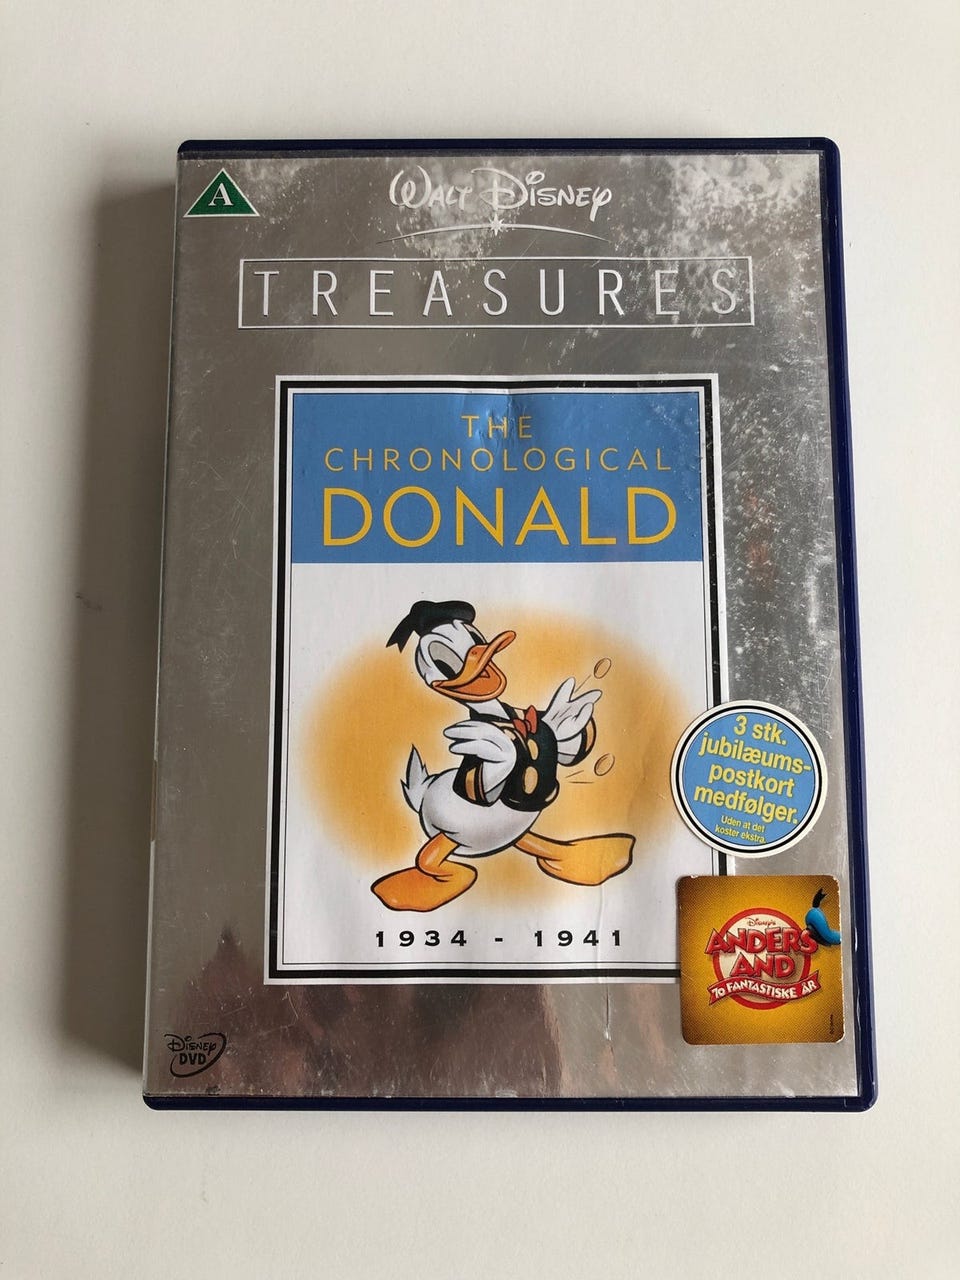 A
WALT DISNEY
TREASURES
THE
CHRONOLOGICAL
DONALD
3 stk.
jubilæums-
postkort
medfølger.
Uden at det
koster ekstra.
DISNEY'S
ANDERS
AND
70 FANTASTISKE ÅR
1934 - 1941
DISNEY
DVD